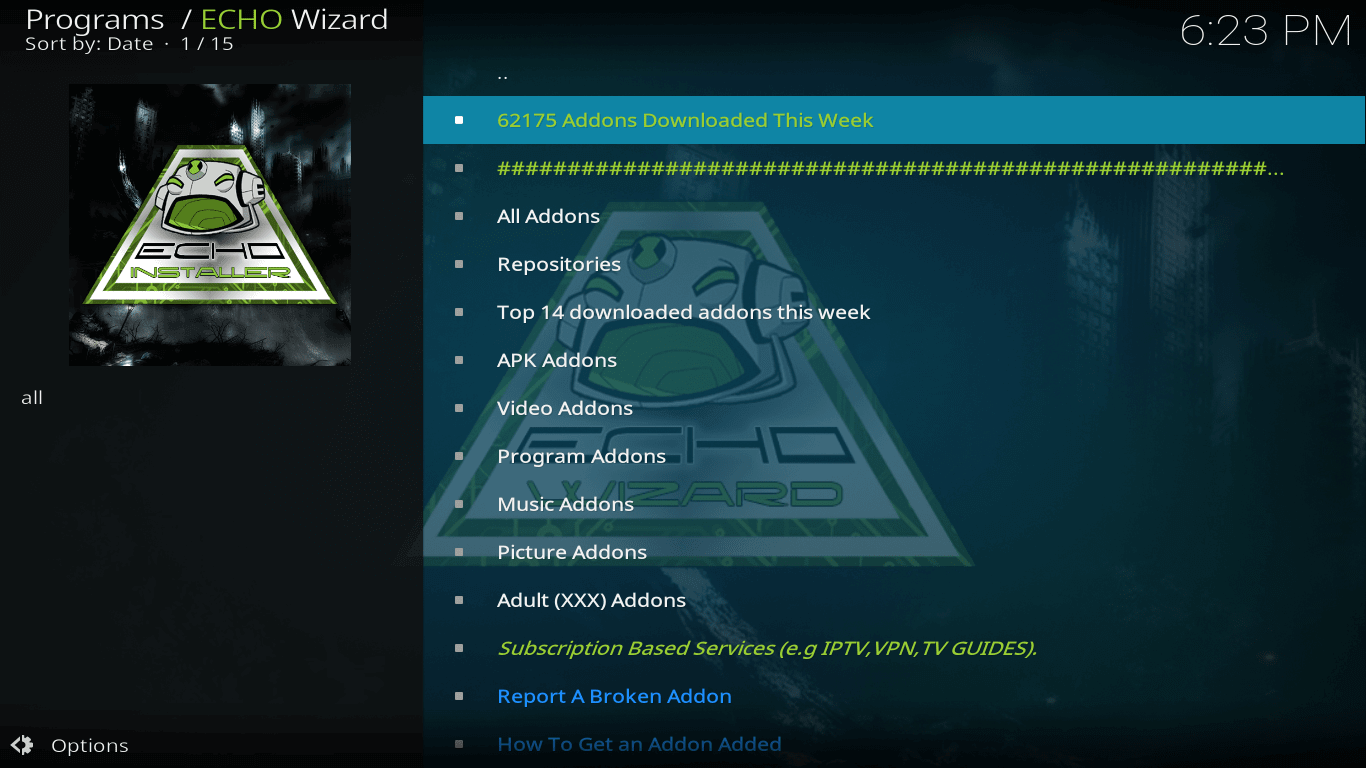 Programs / ECHO Wizard
Sort by: Date · 1 / 15
6:23 PM
..
62175 Addons Downloaded This Week
#######################################################...
All Addons
Repositories
Top 14 downloaded addons this week
APK Addons
Video Addons
Program Addons
Music Addons
Picture Addons
Adult (XXX) Addons
Subscription Based Services (e.g IPTV,VPN,TV GUIDES).
Report A Broken Addon
How To Get an Addon Added
ECHO
INSTALLER
all
ECHO
WIZARD
Options